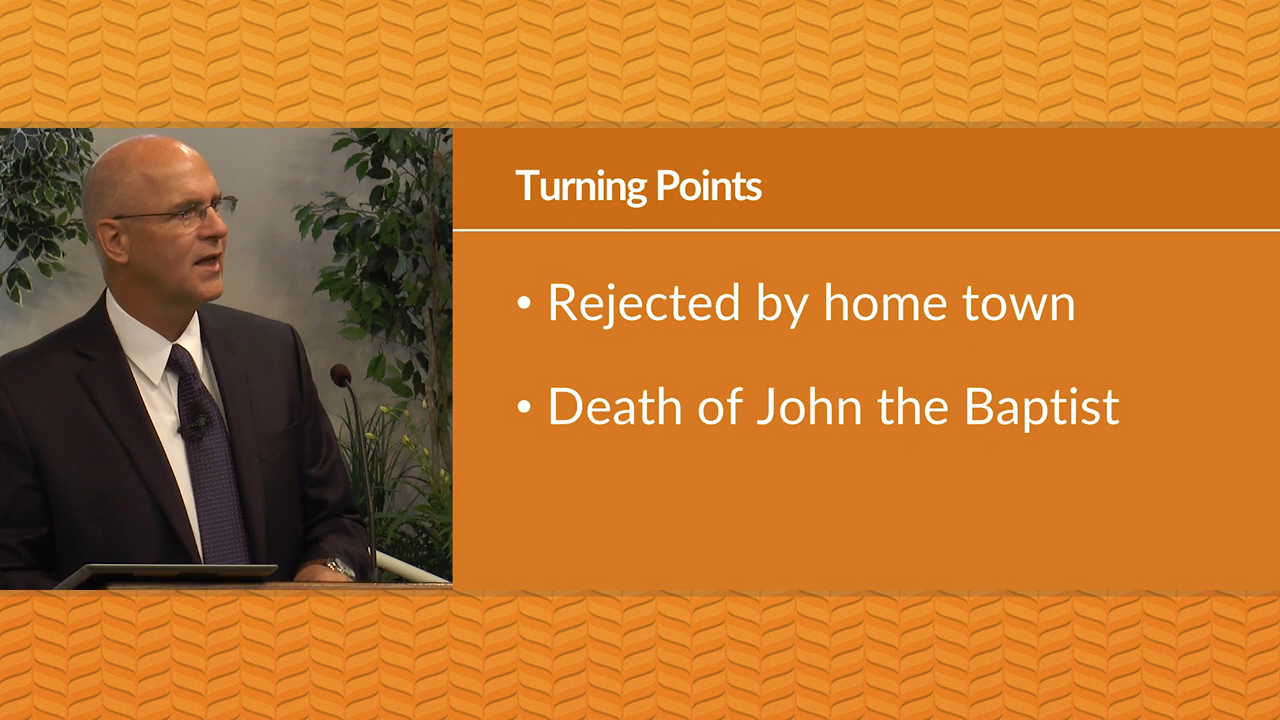 Turning Points
• Rejected by home town
• Death of John the Baptist